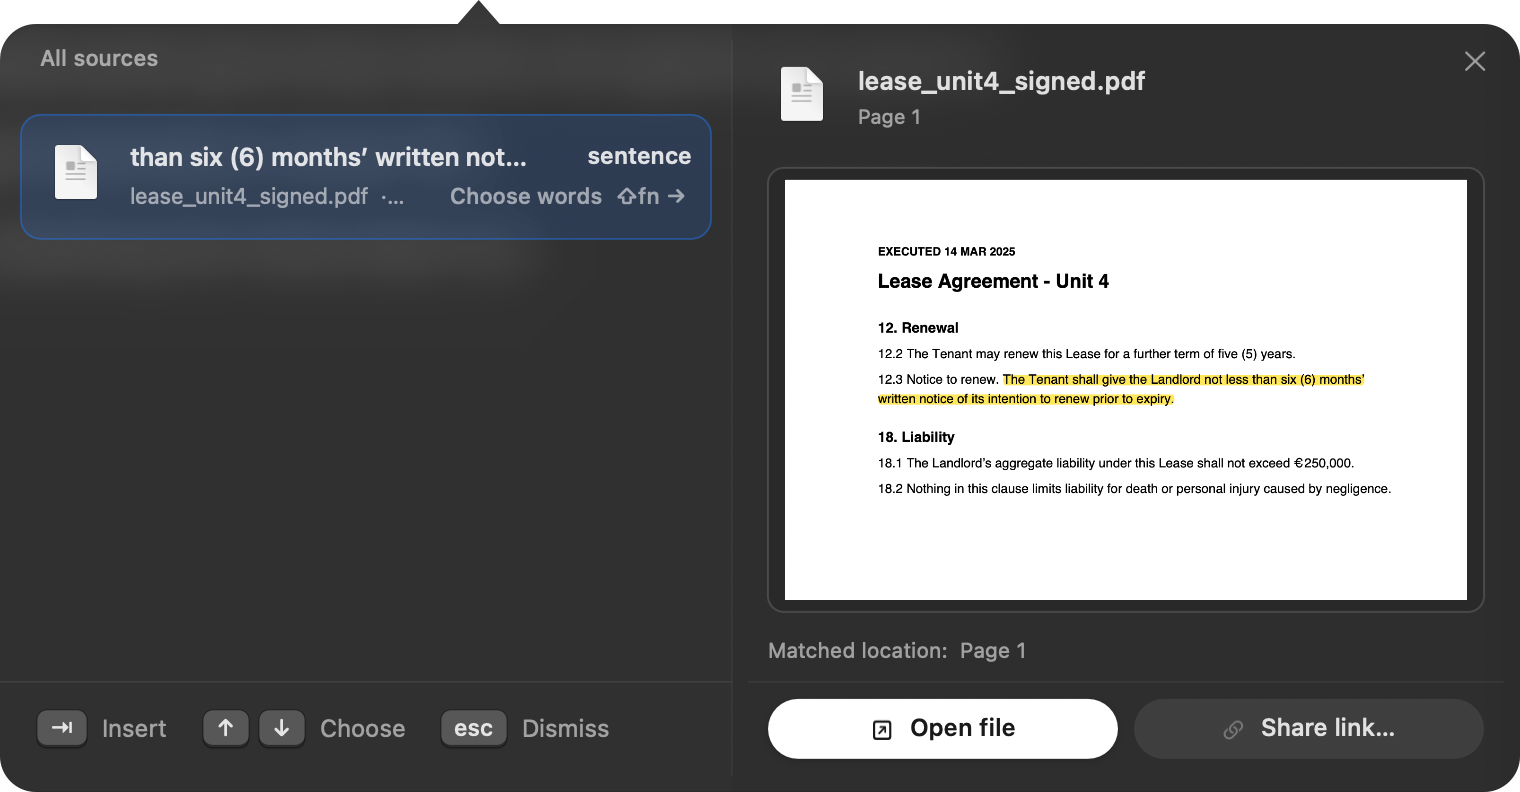 All sources
than six (6) months’ written not...
sentence
lease_unit4_signed.pdf ·...
Choose words ⇧fn →
⇥ Insert
↑ ↓ Choose
esc Dismiss
lease_unit4_signed.pdf
Page 1
EXECUTED 14 MAR 2025
Lease Agreement - Unit 4
12. Renewal
12.2 The Tenant may renew this Lease for a further term of five (5) years.
12.3 Notice to renew. The Tenant shall give the Landlord not less than six (6) months’
written notice of its intention to renew prior to expiry.
18. Liability
18.1 The Landlord’s aggregate liability under this Lease shall not exceed €250,000.
18.2 Nothing in this clause limits liability for death or personal injury caused by negligence.
Matched location: Page 1
Open file
Share link...